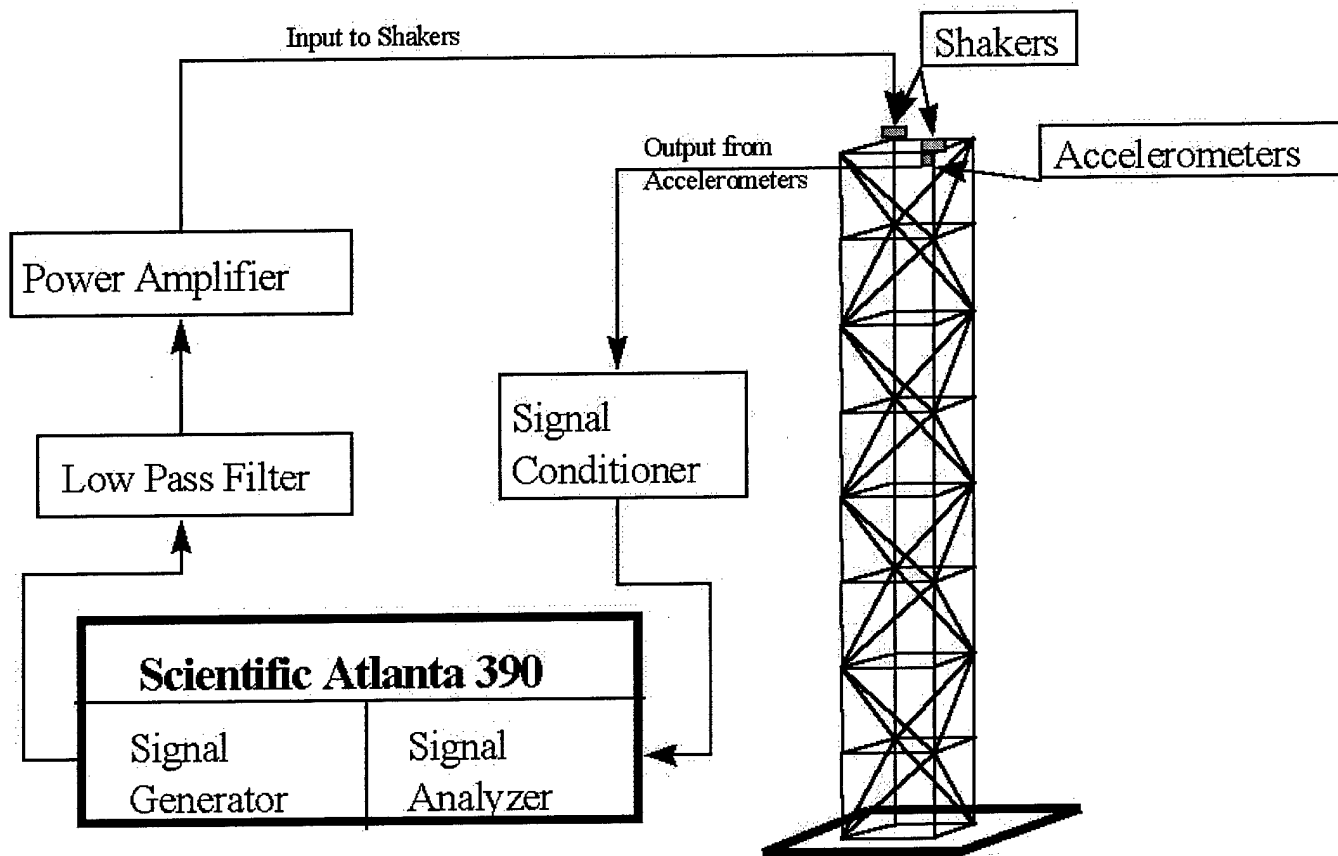 Input to Shakers
Shakers
Output from
Accelerometers
Accelerometers
Power Amplifier
Signal
Conditioner
Low Pass Filter
Scientific Atlanta 390
Signal
Generator
Signal
Analyzer